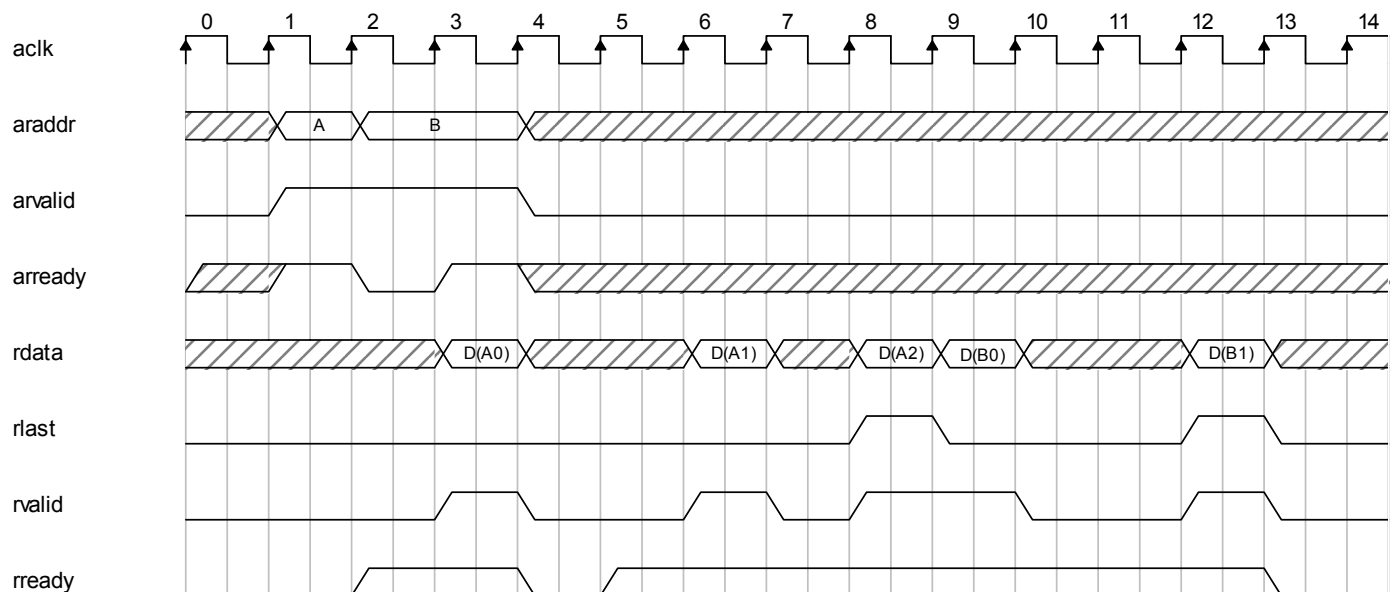 0 1 2 3 4 5 6 7 8 9 10 11 12 13 14
aclk
araddr A B
arvalid
arready
rdata D(A0) D(A1) D(A2) D(B0) D(B1)
rlast
rvalid
rready